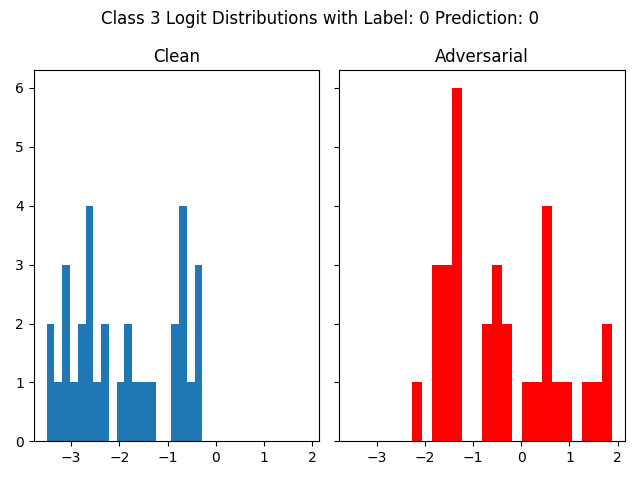 Class 3 Logit Distributions with Label: 0 Prediction: 0
Clean
Adversarial
6
5
4
3
2
1
0
−3 −2 −1 0 1 2
−3 −2 −1 0 1 2